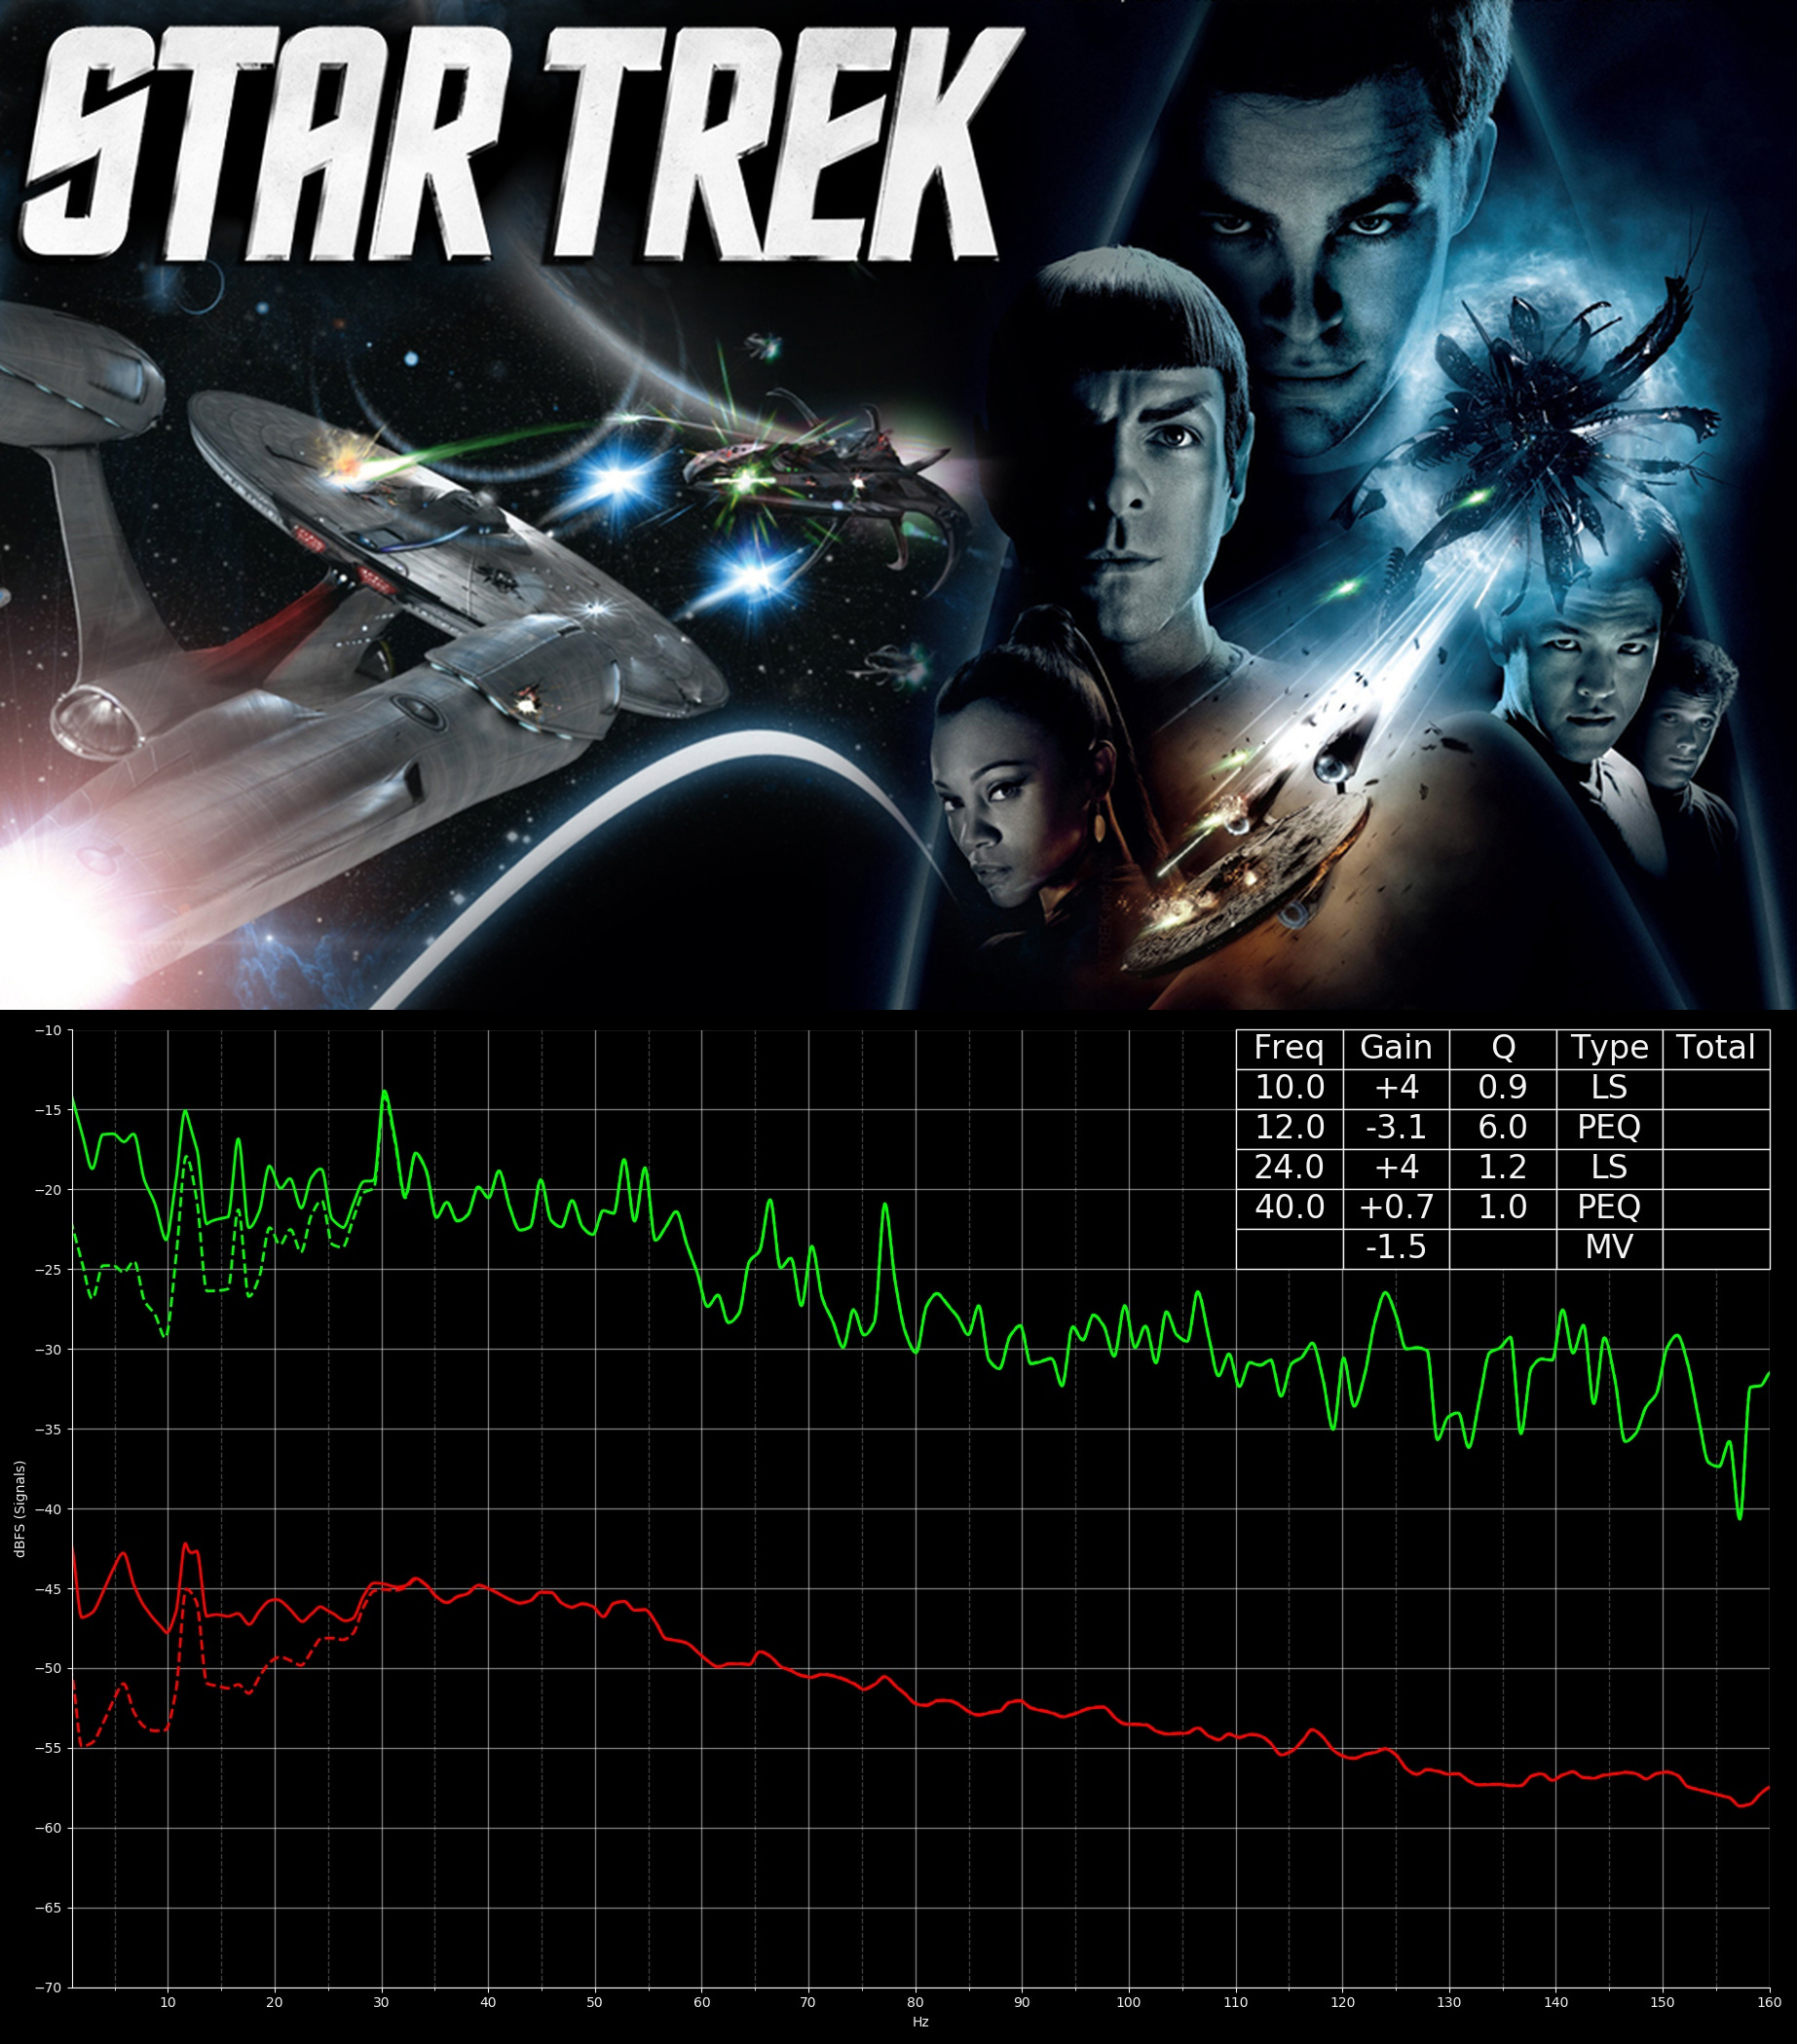 STAR TREK
Freq Gain Q Type Total
10.0 +4 0.9 LS
12.0 -3.1 6.0 PEQ
24.0 +4 1.2 LS
40.0 +0.7 1.0 PEQ
-1.5 MV
−10
−15
−20
−25
−30
−35
−40
−45
−50
−55
−60
−65
−70
dBFS (Signals)
10 20 30 40 50 60 70 80 90 100 110 120 130 140 150 160
Hz